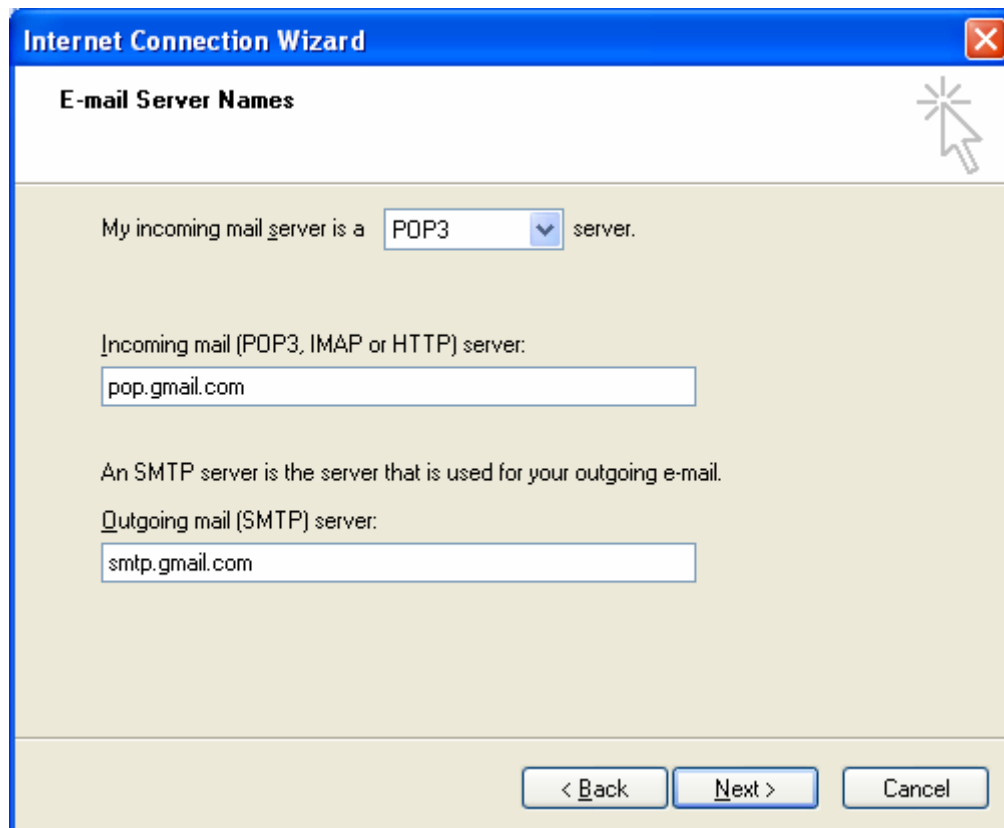 Internet Connection Wizard
E-mail Server Names
My incoming mail server is a POP3 server.
Incoming mail (POP3, IMAP or HTTP) server:
pop.gmail.com
An SMTP server is the server that is used for your outgoing e-mail.
Outgoing mail (SMTP) server:
smtp.gmail.com
< Back Next > Cancel